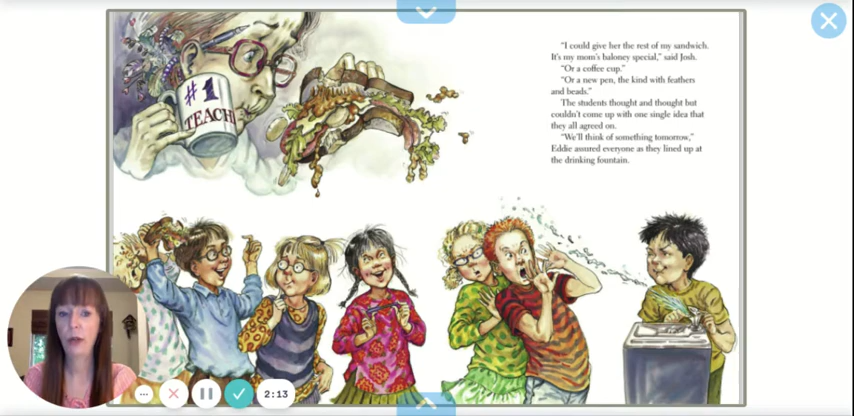 "I could give her the rest of my sandwich.
It's my mom's baloney special," said Josh.
"Or a coffee cup."
"Or a new pen, the kind with feathers
and beads."
The students thought and thought but
couldn't come up with one single idea that
they all agreed on.
"We'll think of something tomorrow,"
Eddie assured everyone as they lined up at
the drinking fountain.
#1
TEACH
2:13